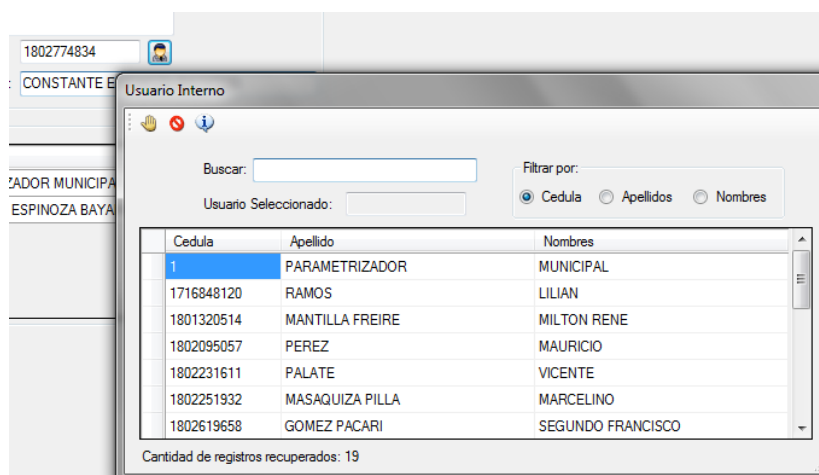 1802774834
: CONSTANTE E
ZADOR MUNICIPA
ESPINOZA BAYA
Usuario Interno
Buscar:
Filtrar por:
Usuario Seleccionado:
Cedula Apellidos Nombres
Cedula Apellido Nombres
1 PARAMETRIZADOR MUNICIPAL
1716848120 RAMOS LILIAN
1801320514 MANTILLA FREIRE MILTON RENE
1802095057 PEREZ MAURICIO
1802231611 PALATE VICENTE
1802251932 MASAQUIZA PILLA MARCELINO
1802619658 GOMEZ PACARI SEGUNDO FRANCISCO
Cantidad de registros recuperados: 19